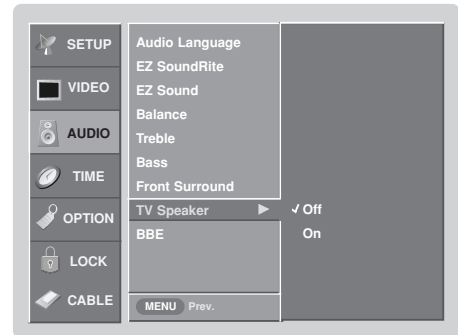 SETUP
VIDEO
AUDIO
TIME
OPTION
LOCK
CABLE
Audio Language
EZ SoundRite
EZ Sound
Balance
Treble
Bass
Front Surround
TV Speaker ▶
BBE
MENU Prev.
✓ Off
On